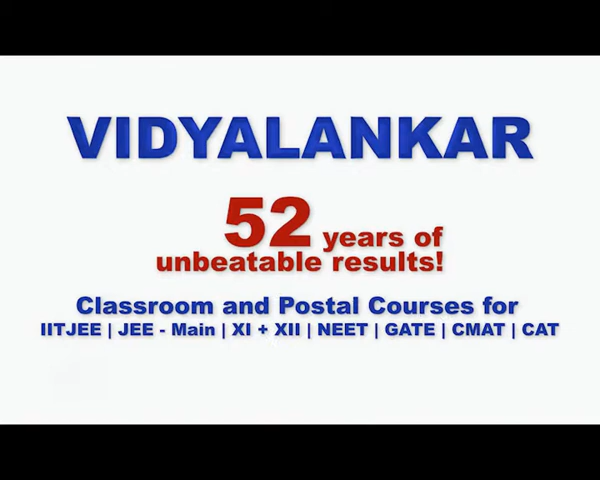 VIDYALANKAR
52 years of
unbeatable results!
Classroom and Postal Courses for
IITJEE | JEE - Main | XI + XII | NEET | GATE | CMAT | CAT